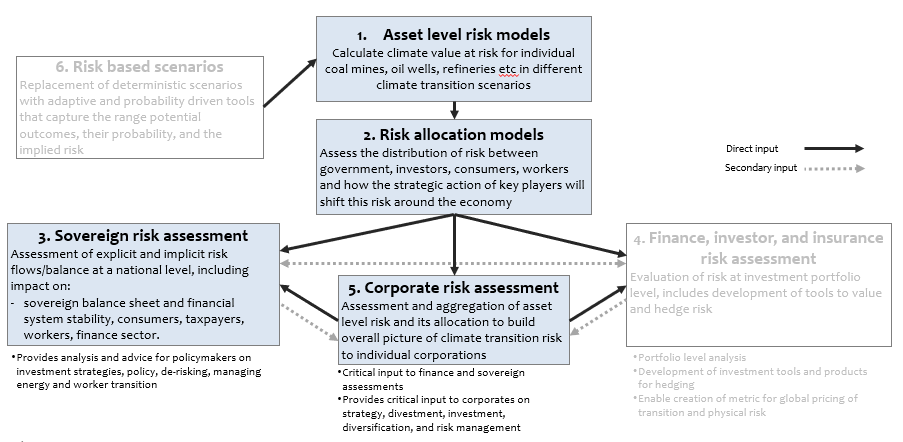 1. Asset level risk models
Calculate climate value at risk for individual
coal mines, oil wells, refineries etc in different
climate transition scenarios
6. Risk based scenarios
Replacement of deterministic scenarios
with adaptive and probability driven tools
that capture the range potential
outcomes, their probability, and the
implied risk
2. Risk allocation models
Assess the distribution of risk between
government, investors, consumers, workers
and how the strategic action of key players will
shift this risk around the economy
Direct input
Secondary input
3. Sovereign risk assessment
Assessment of explicit and implicit risk
flows/balance at a national level, including
impact on:
- sovereign balance sheet and financial
system stability, consumers, taxpayers,
workers, finance sector.
•Provides analysis and advice for policymakers on
investment strategies, policy, de-risking, managing
energy and worker transition
5. Corporate risk assessment
Assessment and aggregation of asset
level risk and its allocation to build
overall picture of climate transition risk
to individual corporations
•Critical input to finance and sovereign
assessments
•Provides critical input to corporates on
strategy, divestment, investment,
diversification, and risk management
4. Finance, investor, and insurance
risk assessment
Evaluation of risk at investment portfolio
level, includes development of tools to value
and hedge risk
•Portfolio level analysis
•Development of investment tools and products
for hedging
•Enable creation of metric for global pricing of
transition and physical risk